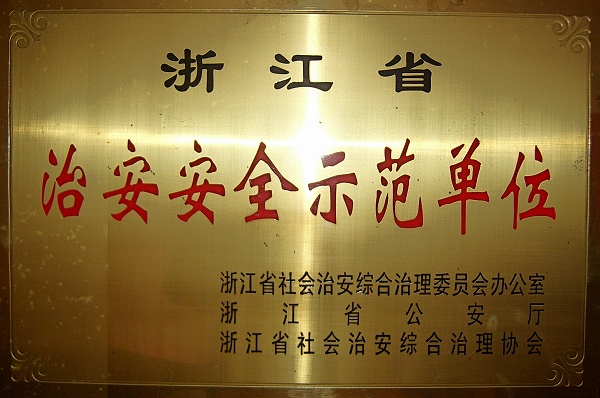 浙江省
治安安全示范单位
浙江省社会治安综合治理委员会办公室
浙江省公安厅
浙江省社会治安综合治理协会